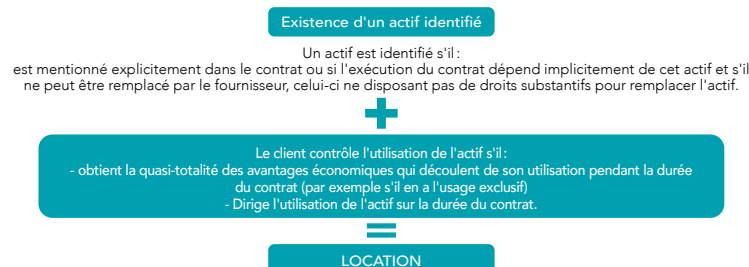 Existence d'un actif identifié
Un actif est identifié s'il :
est mentionné explicitement dans le contrat ou si l'exécution du contrat dépend implicitement de cet actif et s'il
ne peut être remplacé par le fournisseur, celui-ci ne disposant pas de droits substantifs pour remplacer l'actif.
+
Le client contrôle l'utilisation de l'actif s'il :
- obtient la quasi-totalité des avantages économiques qui découlent de son utilisation pendant la durée
du contrat (par exemple s'il en a l'usage exclusif)
- Dirige l'utilisation de l'actif sur la durée du contrat.
=
LOCATION